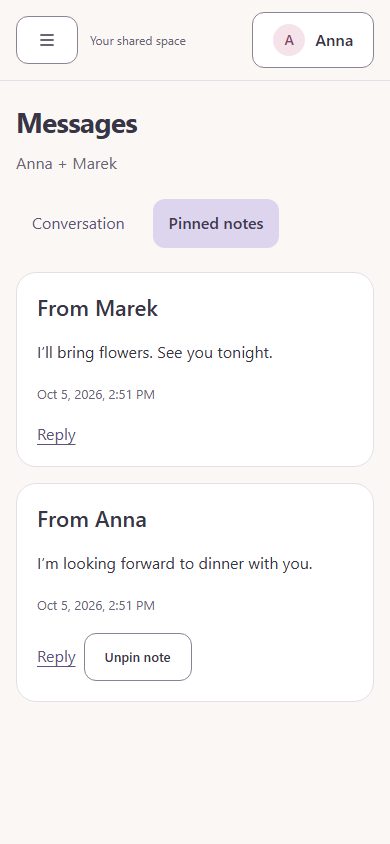 Your shared space
A Anna
Messages
Anna + Marek
Conversation
Pinned notes
From Marek
I’ll bring flowers. See you tonight.
Oct 5, 2026, 2:51 PM
Reply
From Anna
I’m looking forward to dinner with you.
Oct 5, 2026, 2:51 PM
Reply
Unpin note